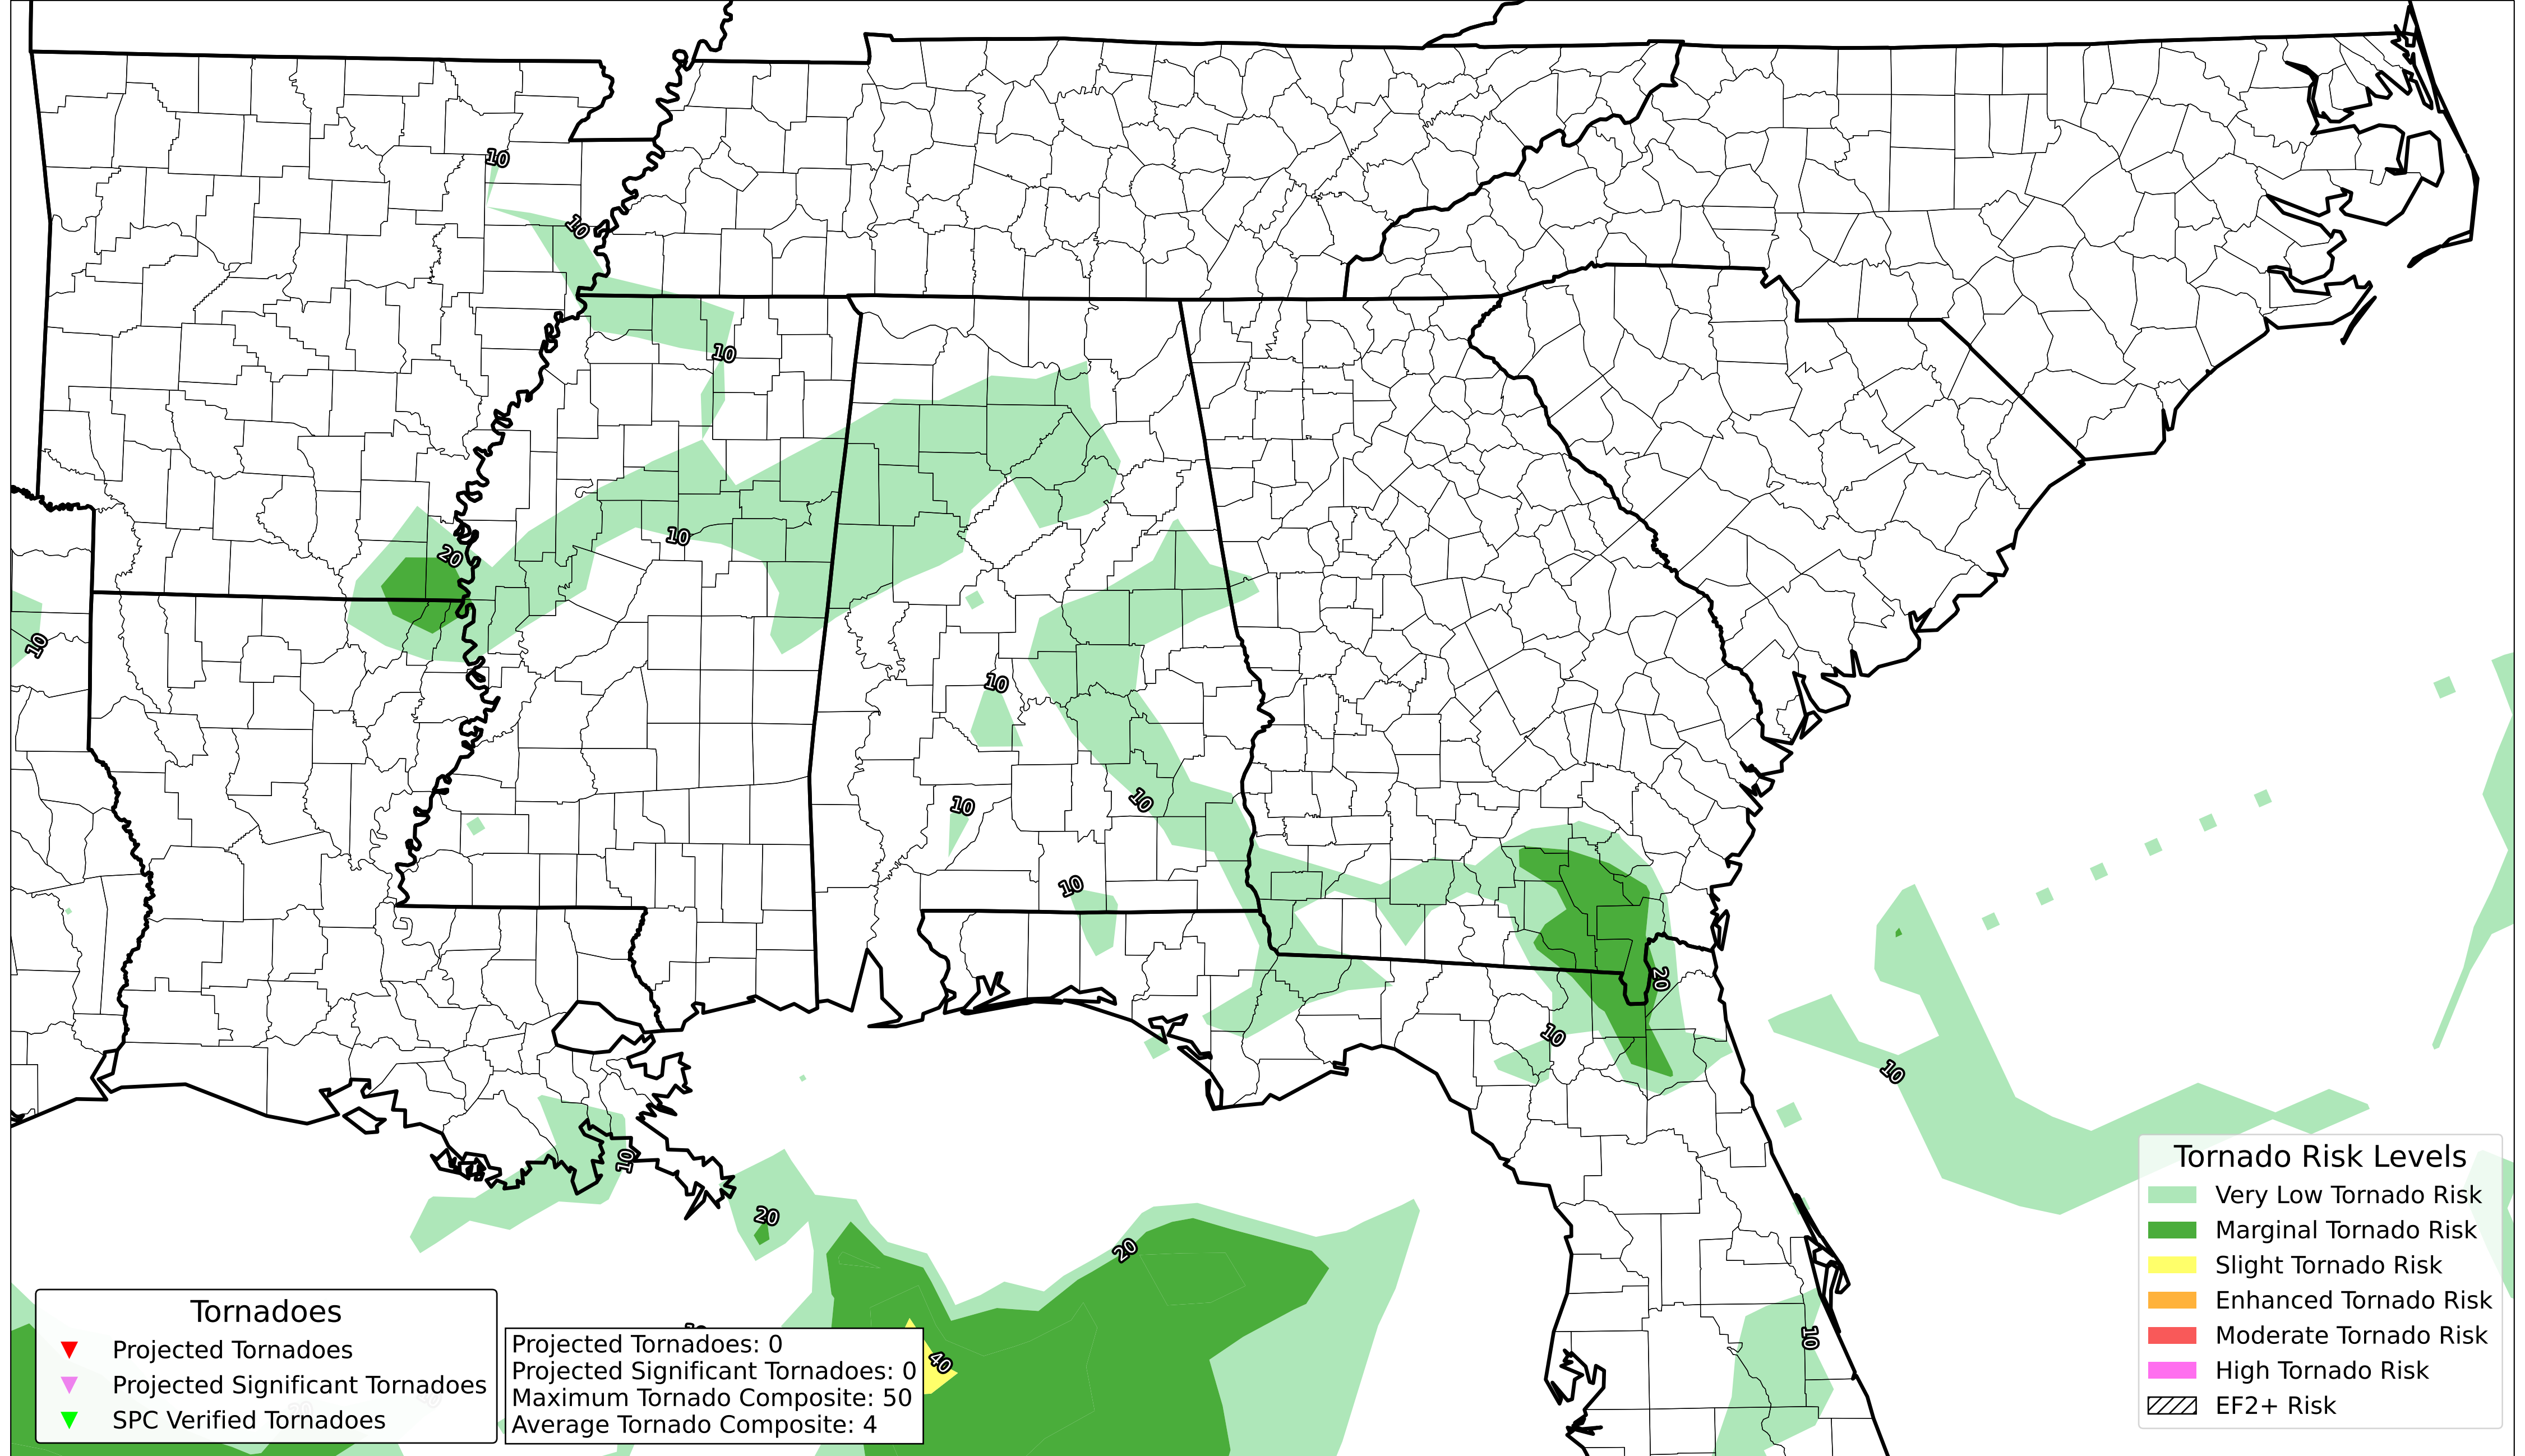 10
10
10
20
10
10
10
10
10
10
20
10
10
10
20
20
10
40
Tornado Risk Levels
Very Low Tornado Risk
Marginal Tornado Risk
Slight Tornado Risk
Enhanced Tornado Risk
Moderate Tornado Risk
High Tornado Risk
EF2+ Risk
Tornadoes
Projected Tornadoes
Projected Significant Tornadoes
SPC Verified Tornadoes
Projected Tornadoes: 0
Projected Significant Tornadoes: 0
Maximum Tornado Composite: 50
Average Tornado Composite: 4